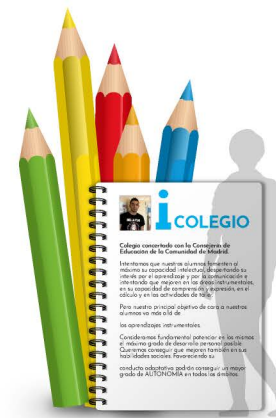 i COLEGIO
Colegio concertado con la Consejería de
Educación de la Comunidad de Madrid.
Intentamos que nuestros alumnos fomenten al
máximo su capacidad intelectual, despertando su
interés por el aprendizaje y por la comunicación e
intentando que mejoren en las áreas instrumentales,
en su capacidad de comprensión y expresión, en el
cálculo y en las actividades de taller.
Pero nuestro principal objetivo de cara a nuestros
alumnos va más allá de
los aprendizajes instrumentales.
Consideramos fundamental potenciar en los mismos
el máximo grado de desarrollo personal posible.
Queremos conseguir que mejoren también en sus
habilidades sociales. Favoreciendo su
conducta adaptativa podrán conseguir un mayor
grado de AUTONOMÍA en todos los ámbitos.